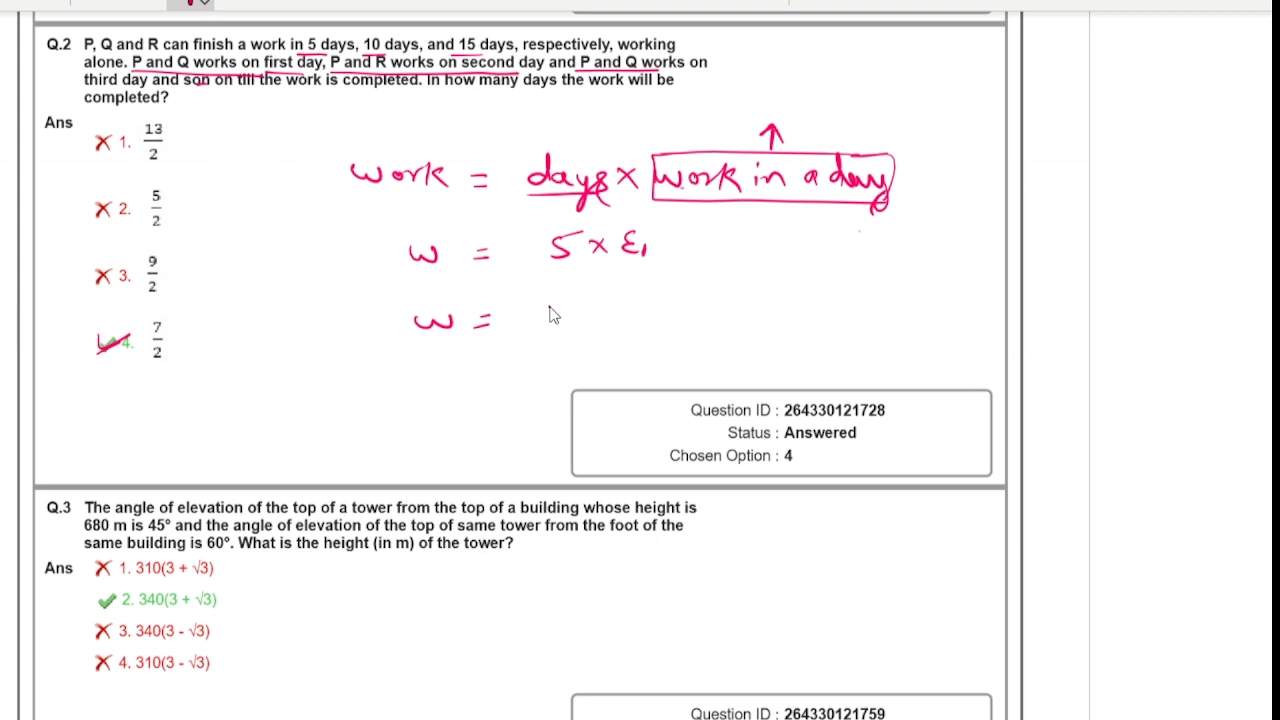 Q.2 P, Q and R can finish a work in 5 days, 10 days, and 15 days, respectively, working
alone. P and Q works on first day, P and R works on second day and P and Q works on
third day and son on till the work is completed. In how many days the work will be
completed?
Ans
1. 13/2
2. 5/2
3. 9/2
4. 7/2
work = days × work in a day
w = 5 × ε₁
w =
Question ID : 264330121728
Status : Answered
Chosen Option : 4
Q.3 The angle of elevation of the top of a tower from the top of a building whose height is
680 m is 45° and the angle of elevation of the top of same tower from the foot of the
same building is 60°. What is the height (in m) of the tower?
Ans
1. 310(3 + √3)
2. 340(3 + √3)
3. 340(3 - √3)
4. 310(3 - √3)
Question ID : 264330121759